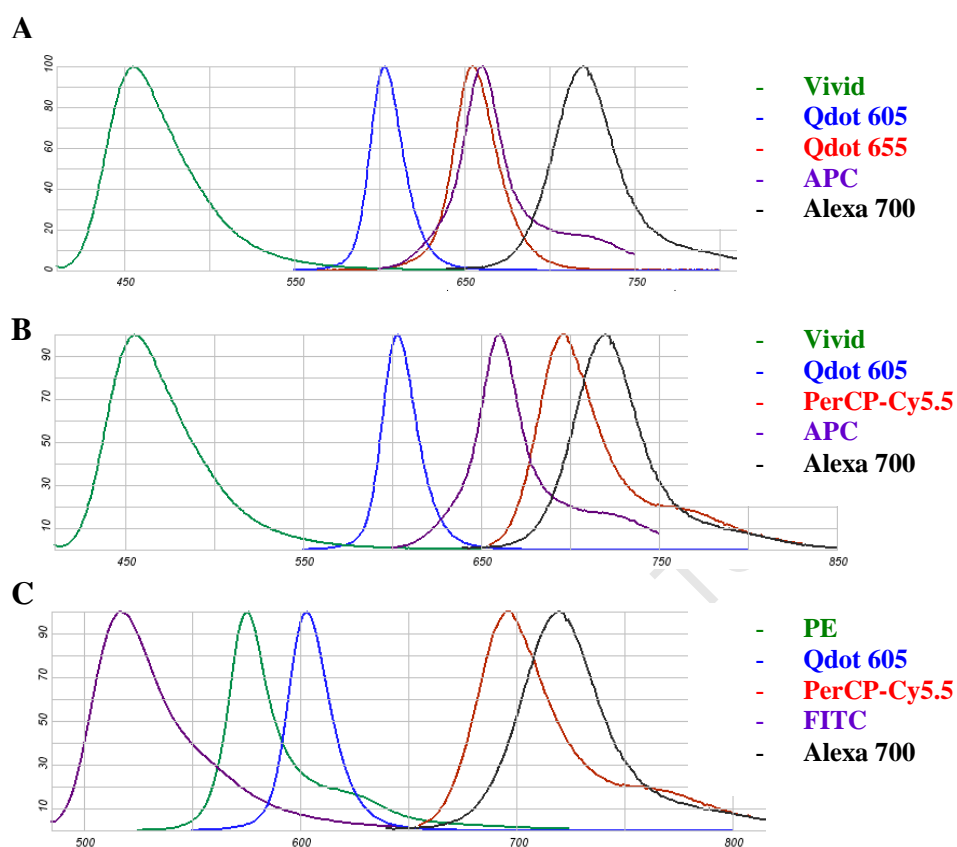 A
100
80
60
40
20
0
450
550
650
750
- Vivid
- Qdot 605
- Qdot 655
- APC
- Alexa 700
B
90
70
50
30
10
450
550
650
750
850
- Vivid
- Qdot 605
- PerCP-Cy5.5
- APC
- Alexa 700
C
90
70
50
30
10
500
600
700
800
- PE
- Qdot 605
- PerCP-Cy5.5
- FITC
- Alexa 700